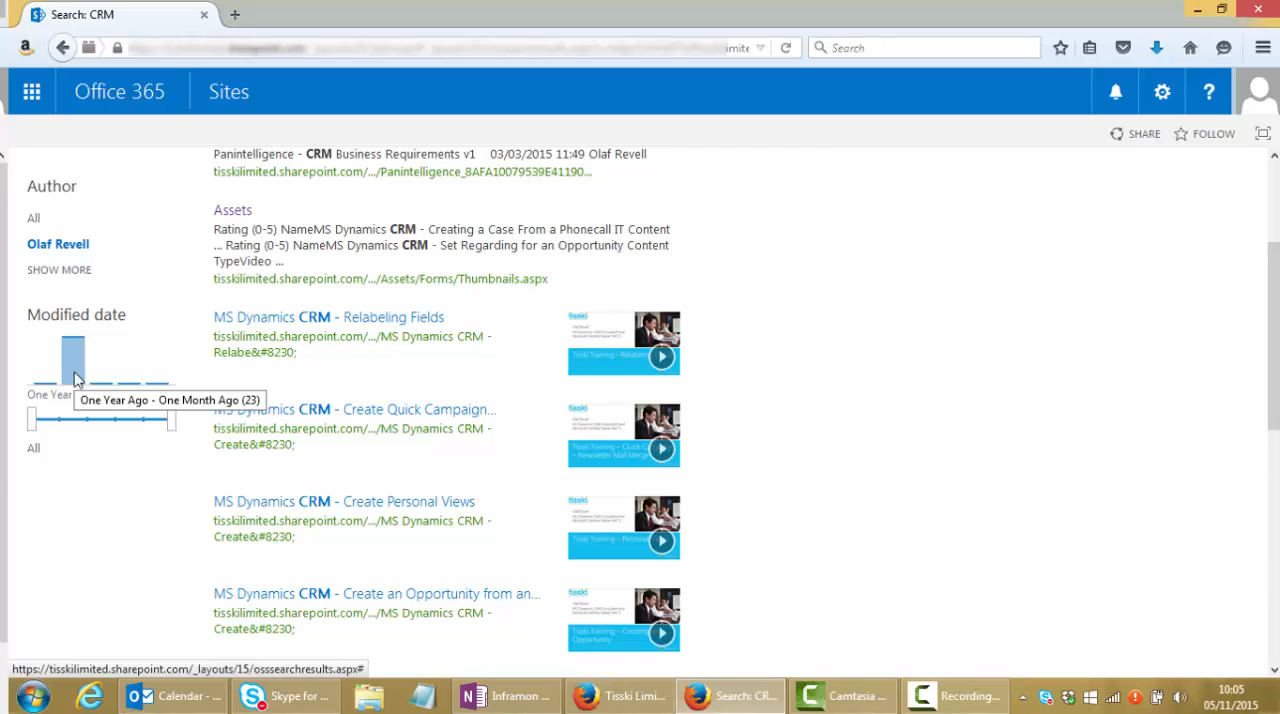 Search: CRM
Search
Office 365
Sites
SHARE
FOLLOW
Panintelligence - CRM Business Requirements v1 03/03/2015 11:49 Olaf Revell
tisskilimited.sharepoint.com/.../Panintelligence_8AFA10079539E41190...
Author
All
Olaf Revell
SHOW MORE
Assets
Rating (0-5) NameMS Dynamics CRM - Creating a Case From a Phonecall IT Content
... Rating (0-5) NameMS Dynamics CRM - Set Regarding for an Opportunity Content
TypeVideo ...
tisskilimited.sharepoint.com/.../Assets/Forms/Thumbnails.aspx
Modified date
One Year
One Year Ago - One Month Ago (23)
All
MS Dynamics CRM - Relabeling Fields
tisskilimited.sharepoint.com/.../MS Dynamics CRM -
Relabe&#8230;
tisski
MS Dynamics CRM - Create Quick Campaign...
tisskilimited.sharepoint.com/.../MS Dynamics CRM -
Create&#8230;
tisski
MS Dynamics CRM - Create Personal Views
tisskilimited.sharepoint.com/.../MS Dynamics CRM -
Create&#8230;
tisski
MS Dynamics CRM - Create an Opportunity from an...
tisskilimited.sharepoint.com/.../MS Dynamics CRM -
Create&#8230;
tisski
https://tisskilimited.sharepoint.com/_layouts/15/osssearchresults.aspx#
Calendar - ...
Skype for ...
Inframon ...
Tisski Limi...
Search: CR...
Camtasia ...
Recording...
10:05
05/11/2015